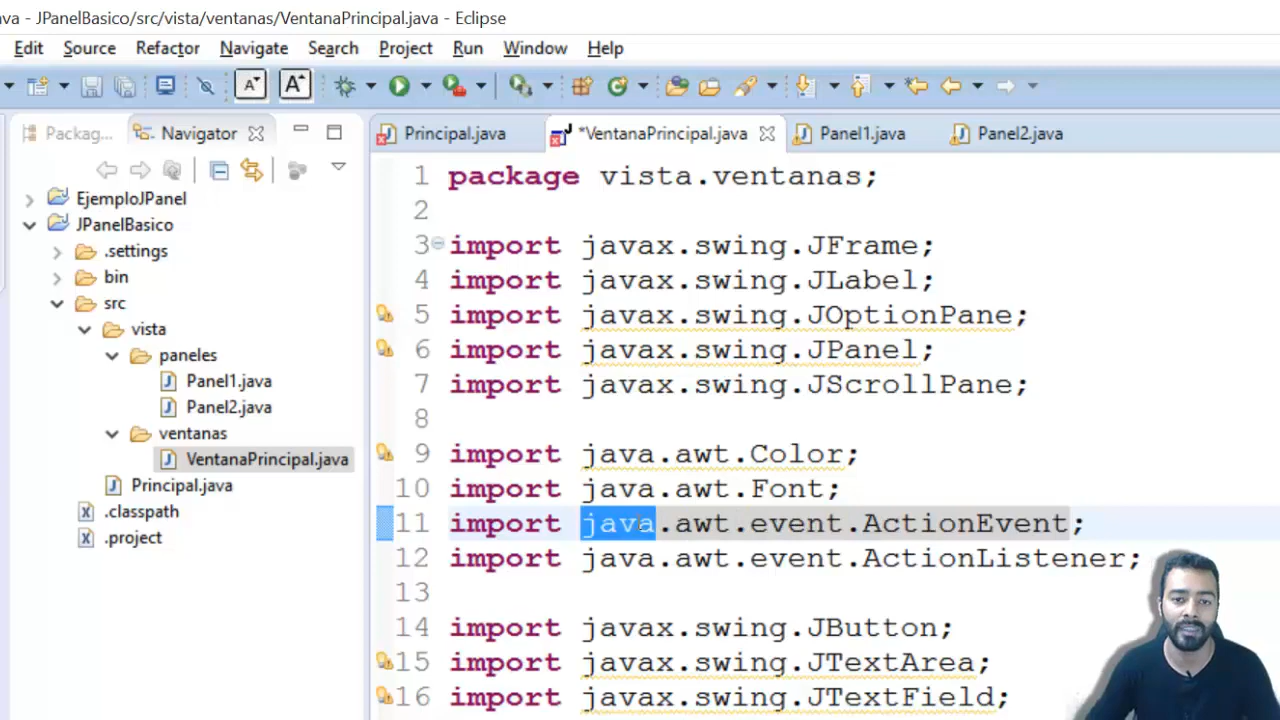 ava - JPanelBasico/src/vista/ventanas/VentanaPrincipal.java - Eclipse
Edit Source Refactor Navigate Search Project Run Window Help
A A
Packag... Navigator
Principal.java *VentanaPrincipal.java Panel1.java Panel2.java
EjemploJPanel
JPanelBasico
.settings
bin
src
vista
paneles
Panel1.java
Panel2.java
ventanas
VentanaPrincipal.java
Principal.java
.classpath
.project
1 package vista.ventanas;
2
3 import javax.swing.JFrame;
4 import javax.swing.JLabel;
5 import javax.swing.JOptionPane;
6 import javax.swing.JPanel;
7 import javax.swing.JScrollPane;
8
9 import java.awt.Color;
10 import java.awt.Font;
11 import java.awt.event.ActionEvent;
12 import java.awt.event.ActionListener;
13
14 import javax.swing.JButton;
15 import javax.swing.JTextArea;
16 import javax.swing.JTextField;